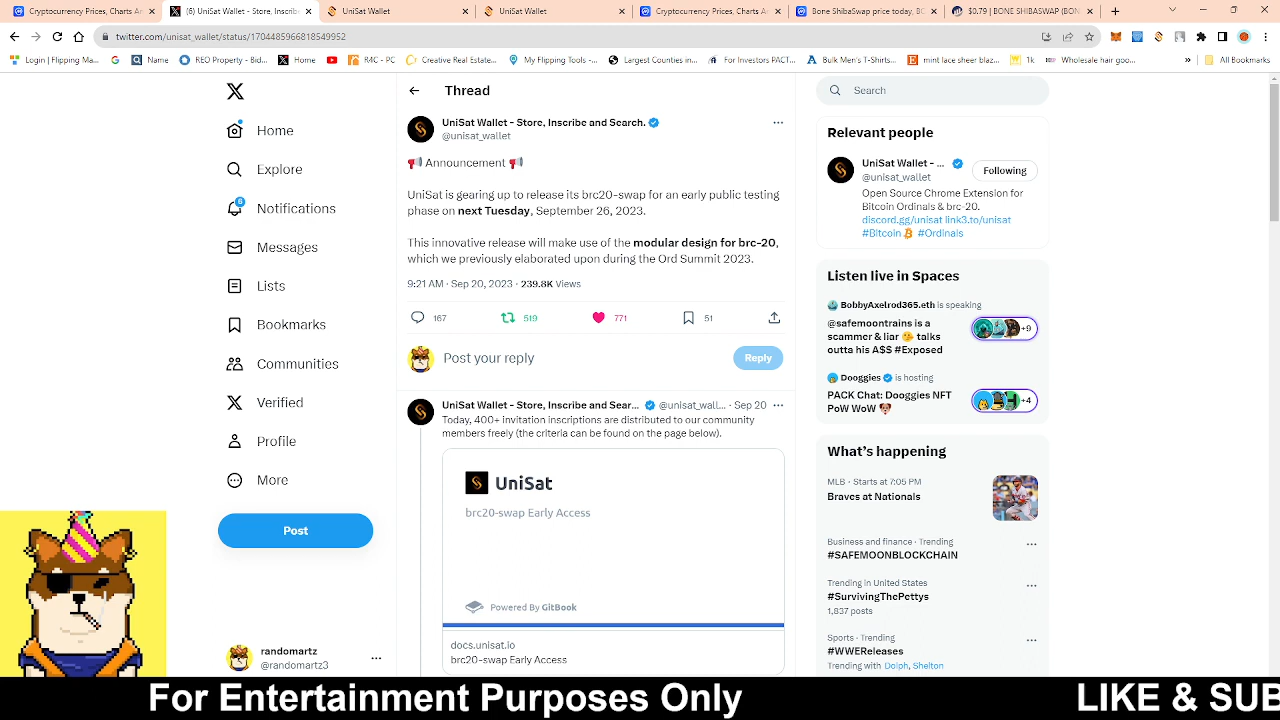 Cryptocurrency Prices, Charts Ar
(6) UniSat Wallet - Store, Inscribe
UniSat Wallet
UniSat Wallet
Cryptocurrency Prices, Charts Ar
Bone ShibaSwap price today, BO
$0.79 | BONE SHIBASWAP (BON
twitter.com/unisat_wallet/status/1704485966818549952
Login | Flipping Ma...
Name
REO Property - Bid...
Home
R4C - PC
Creative Real Estate...
My Flipping Tools -...
Largest Counties in...
For Investors PACT...
Bulk Men's T-Shirts...
mint lace sheer blaz...
1k
Wholesale hair goo...
»
All Bookmarks
Home
Explore
6
Notifications
Messages
Lists
Bookmarks
Communities
Verified
Profile
More
Post
randomartz
@randomartz3
...
Thread
UniSat Wallet - Store, Inscribe and Search.
@unisat_wallet
📢 Announcement 📢
UniSat is gearing up to release its brc20-swap for an early public testing
phase on next Tuesday, September 26, 2023.
This innovative release will make use of the modular design for brc-20,
which we previously elaborated upon during the Ord Summit 2023.
9:21 AM · Sep 20, 2023 · 239.8K Views
167
519
771
51
Post your reply
Reply
UniSat Wallet - Store, Inscribe and Sear... @unisat_wall... · Sep 20
Today, 400+ invitation inscriptions are distributed to our community
members freely (the criteria can be found on the page below).
UniSat
brc20-swap Early Access
Powered By GitBook
docs.unisat.io
brc20-swap Early Access
Search
Relevant people
UniSat Wallet - ...
@unisat_wallet
Following
Open Source Chrome Extension for
Bitcoin Ordinals & brc-20.
discord.gg/unisat link3.to/unisat
#Bitcoin #Ordinals
Listen live in Spaces
BobbyAxelrod365.eth is speaking
@safemoontrains is a
scammer & liar 🤥 talks
outta his A$$ #Exposed
+9
Dooggies is hosting
PACK Chat: Dooggies NFT
PoW WoW
+4
What's happening
MLB · Starts at 7:05 PM
Braves at Nationals
Business and finance · Trending
#SAFEMOONBLOCKCHAIN
Trending in United States
#SurvivingThePettys
1,837 posts
Sports · Trending
#WWEReleases
Trending with Dolph, Shelton
For Entertainment Purposes Only
LIKE & SUB